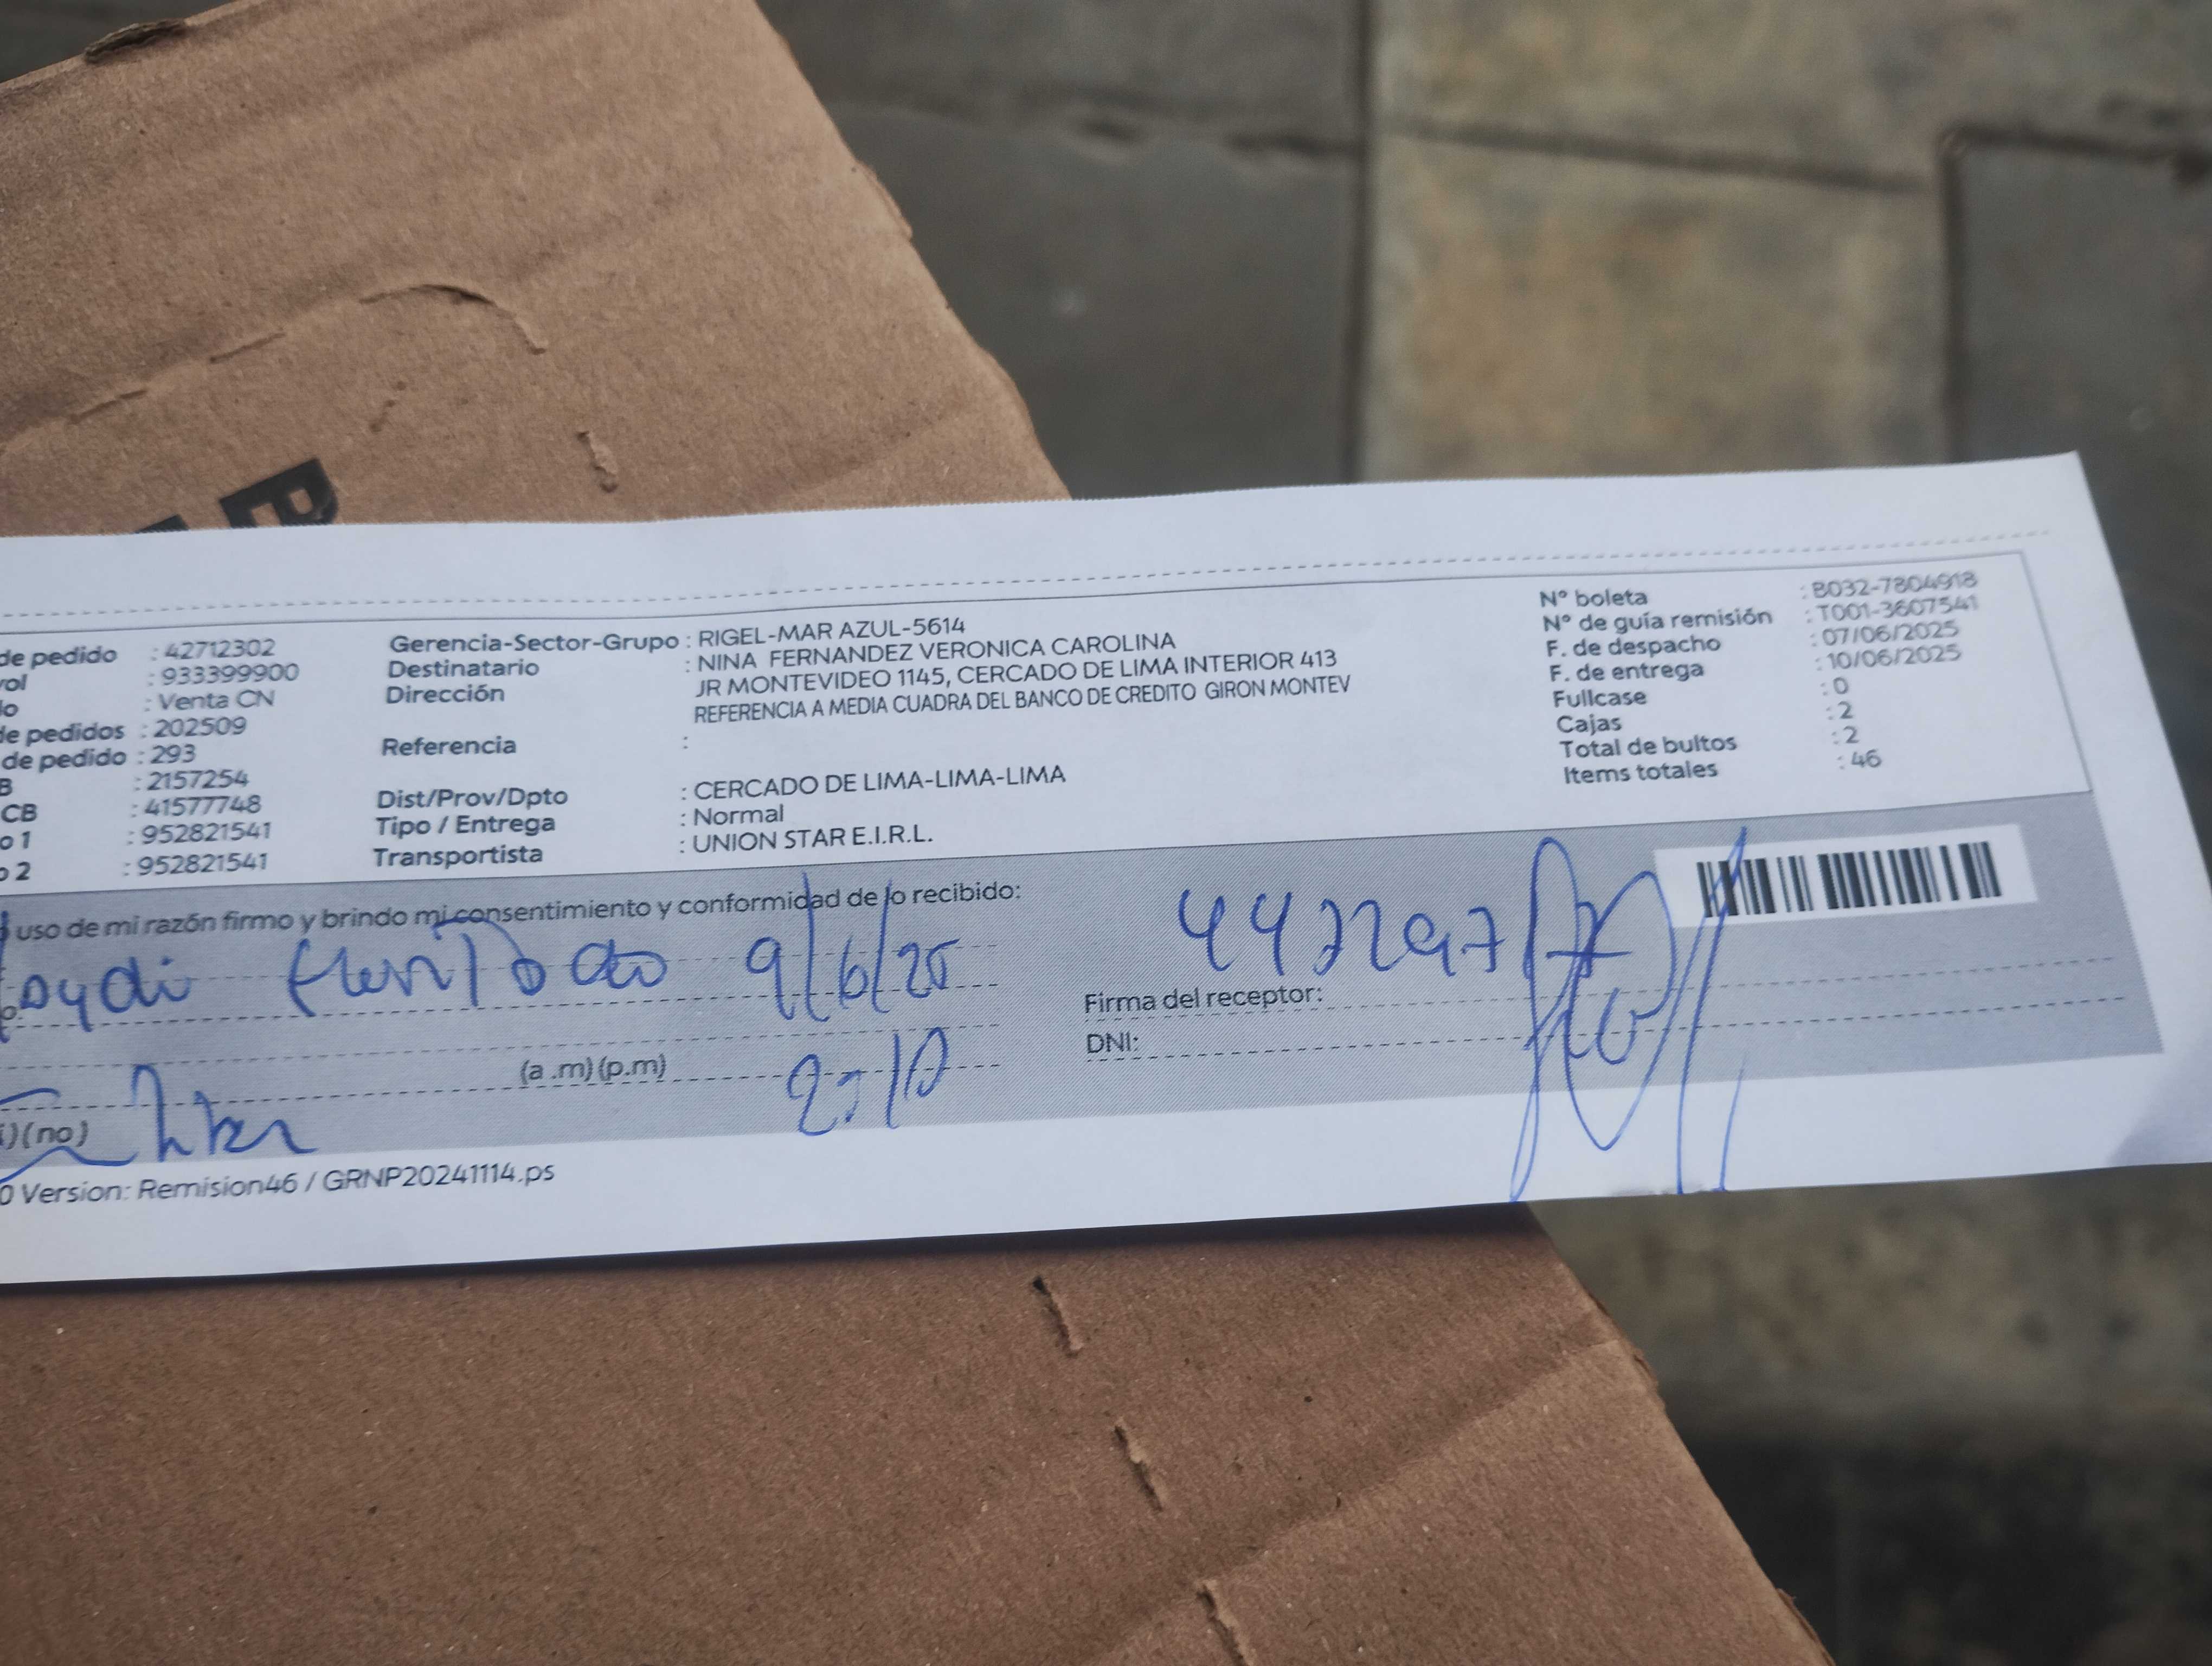 de pedido : 42712302
rol : 933399900
do : Venta CN
de pedidos : 202509
de pedido : 293
B : 2157254
CB : 41577748
o 1 : 952821541
o 2 : 952821541
Gerencia-Sector-Grupo : RIGEL-MAR AZUL-5614
Destinatario : NINA FERNANDEZ VERONICA CAROLINA
Dirección JR MONTEVIDEO 1145, CERCADO DE LIMA INTERIOR 413
REFERENCIA A MEDIA CUADRA DEL BANCO DE CREDITO GIRON MONTEV
Referencia :
Dist/Prov/Dpto : CERCADO DE LIMA-LIMA-LIMA
Tipo / Entrega : Normal
Transportista : UNION STAR E.I.R.L.
N° boleta : B032-7804918
N° de guía remisión : T001-3607541
F. de despacho : 07/06/2025
F. de entrega : 10/06/2025
Fullcase : 0
Cajas : 2
Total de bultos : 2
Items totales : 46
uso de mi razón firmo y brindo mi consentimiento y conformidad de lo recibido:
9/6/25
Firma del receptor:
(a .m)(p.m)
DNI:
)(no)
0 Version: Remision46 / GRNP20241114.ps